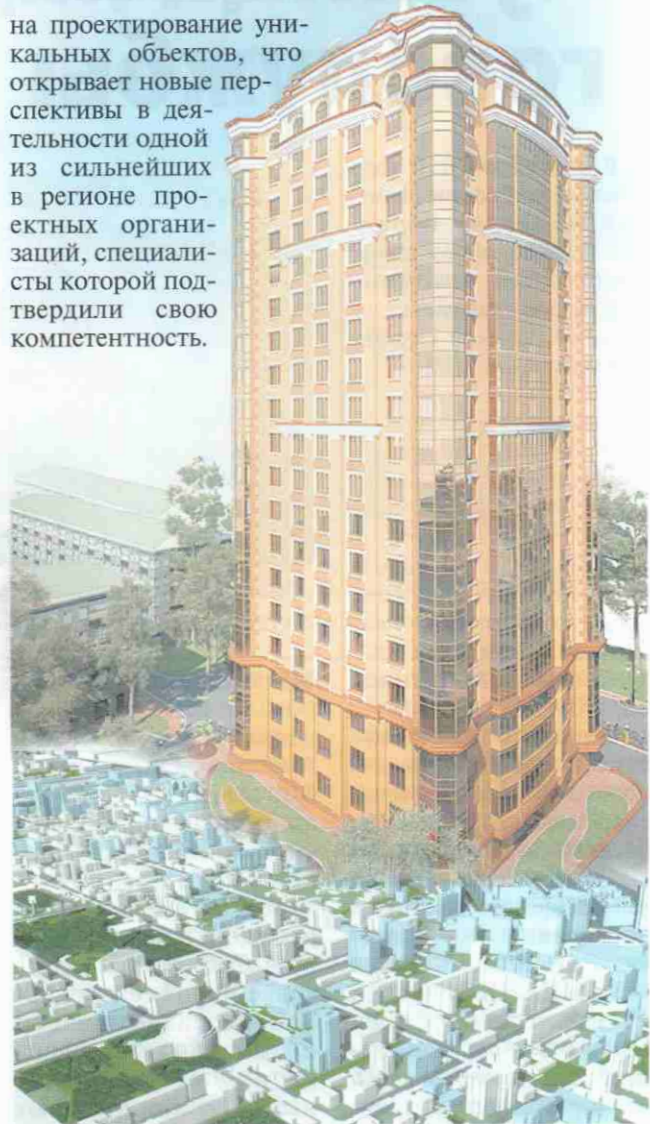 на проектирование уни-
кальных объектов, что
открывает новые пер-
спективы в дея-
тельности одной
из сильнейших
в регионе про-
ектных органи-
заций, специали-
сты которой под-
твердили свою
компетентность.